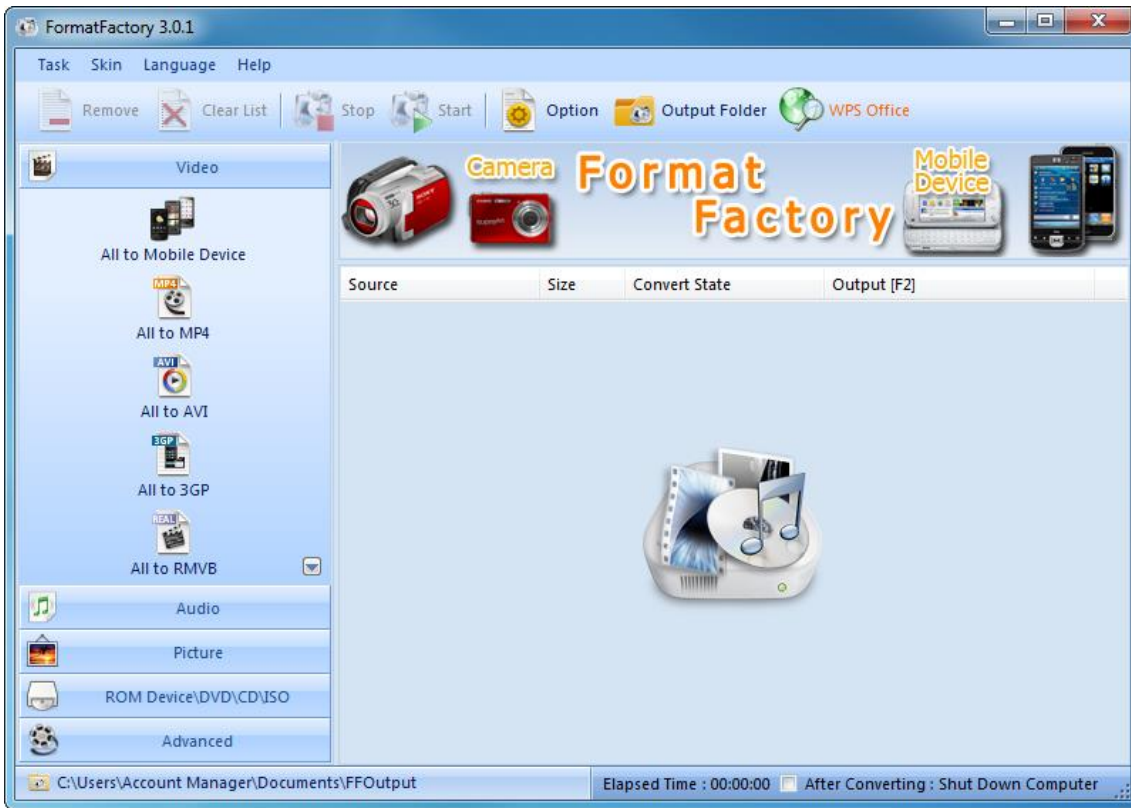 FormatFactory 3.0.1
Task Skin Language Help
Remove Clear List Stop Start Option Output Folder WPS Office
Video
All to Mobile Device
MP4
All to MP4
AVI
All to AVI
3GP
All to 3GP
REAL
All to RMVB
Audio
Picture
ROM Device\DVD\CD\ISO
Advanced
Camera
Format
Factory
Mobile
Device
SONY
Source Size Convert State Output [F2]
C:\Users\Account Manager\Documents\FFOutput
Elapsed Time : 00:00:00 After Converting : Shut Down Computer